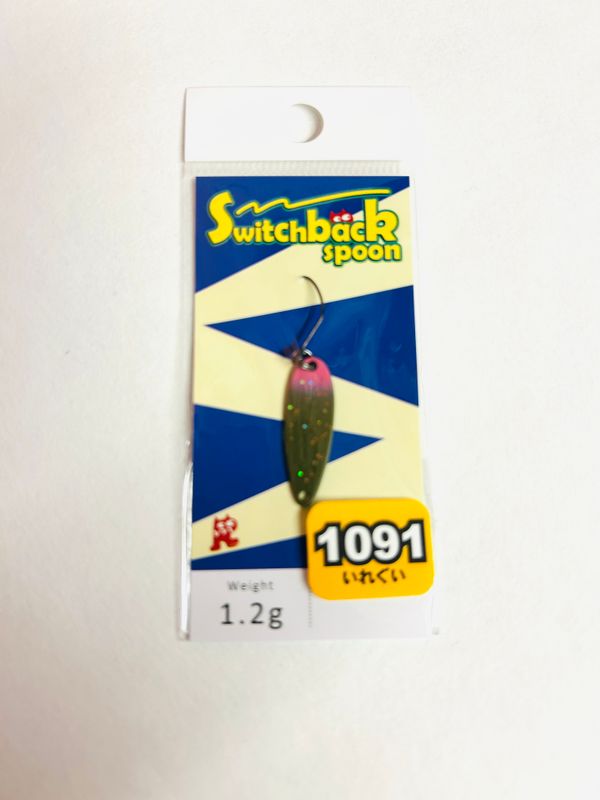 Switchback
spoon
1091
いれぐい
Weight
1.2g